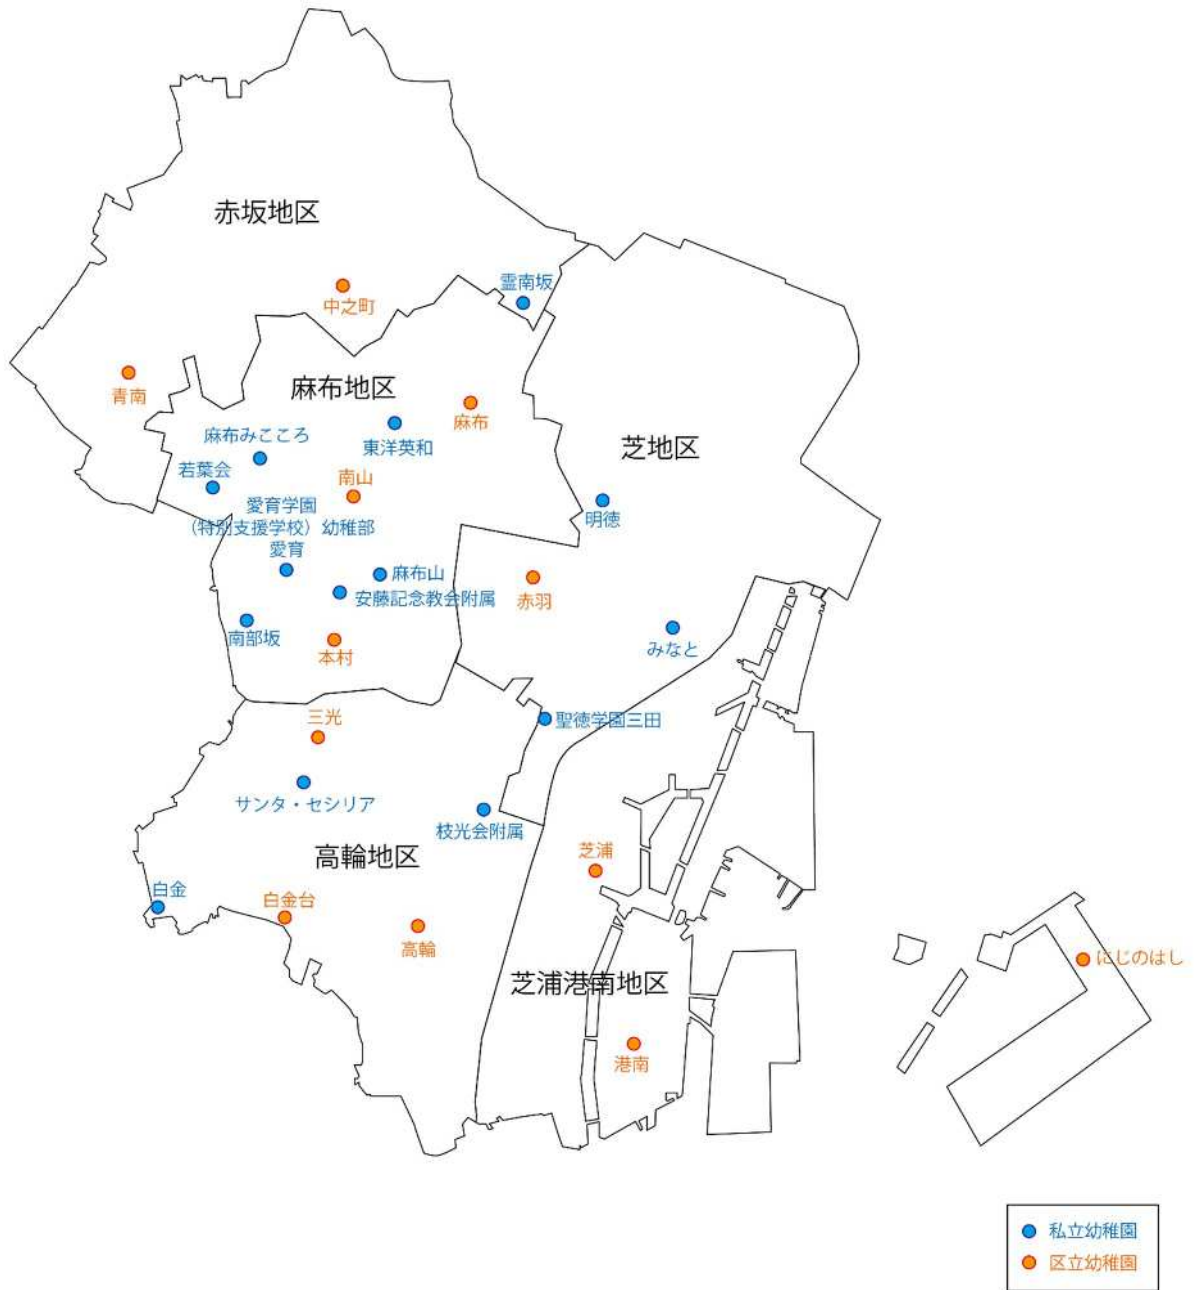 赤坂地区
霊南坂
中之町
青南
麻布地区
麻布
麻布みこころ
東洋英和
芝地区
若葉会
南山
愛育学園
（特別支援学校）幼稚部
愛育
明徳
麻布山
安藤記念教会附属
赤羽
南部坂
本村
みなと
三光
聖徳学園三田
サンタ・セシリア
枝光会附属
高輪地区
芝浦
白金
白金台
高輪
にじのはし
芝浦港南地区
港南
私立幼稚園
区立幼稚園